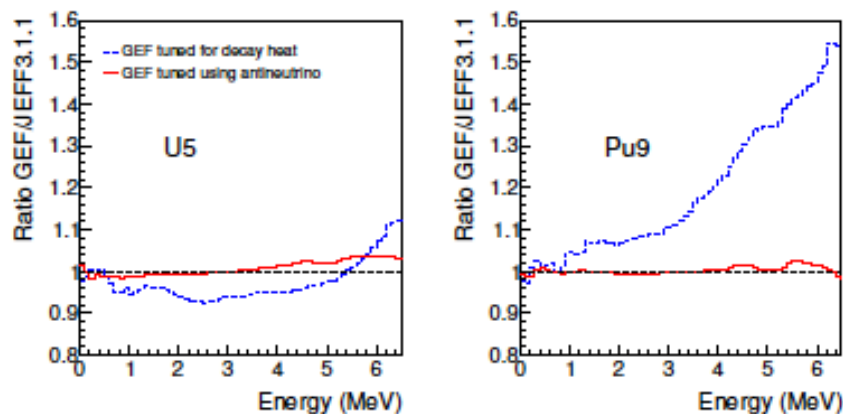 Ratio GEF/JEFF3.1.1
1.6
1.5
1.4
1.3
1.2
1.1
1
0.9
0.8
GEF tuned for decay heat
GEF tuned using antineutrino
U5
0 1 2 3 4 5 6
Energy (MeV)
Ratio GEF/JEFF3.1.1
1.6
1.5
1.4
1.3
1.2
1.1
1
0.9
0.8
Pu9
0 1 2 3 4 5 6
Energy (MeV)